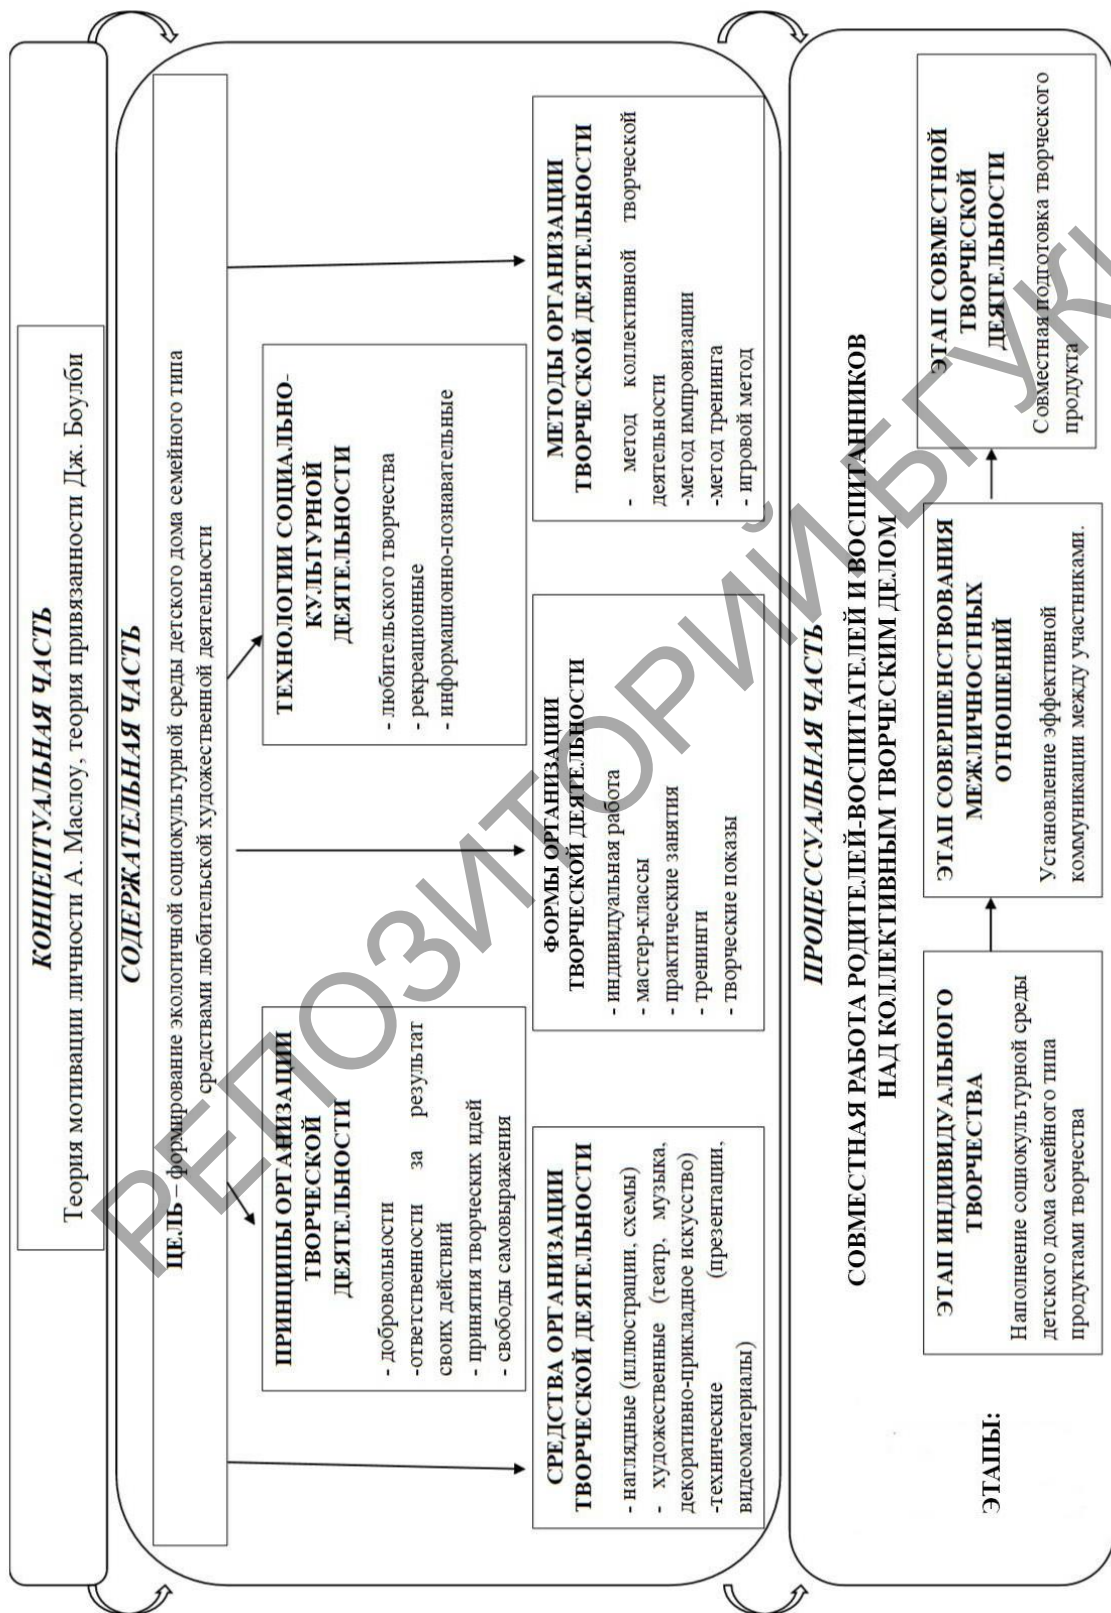 КОНЦЕПТУАЛЬНАЯ ЧАСТЬ
Теория мотивации личности А. Маслоу, теория привязанности Дж. Боулби
СОДЕРЖАТЕЛЬНАЯ ЧАСТЬ
ЦЕЛЬ – формирование экологичной социокультурной среды детского дома семейного типа
средствами любительской художественной деятельности
ПРИНЦИПЫ ОРГАНИЗАЦИИ
ТВОРЧЕСКОЙ
ДЕЯТЕЛЬНОСТИ
- добровольности
-ответственности за результат
своих действий
- принятия творческих идей
- свободы самовыражения
ТЕХНОЛОГИИ СОЦИАЛЬНО-
КУЛЬТУРНОЙ
ДЕЯТЕЛЬНОСТИ
- любительского творчества
- рекреационные
- информационно-познавательные
СРЕДСТВА ОРГАНИЗАЦИИ
ТВОРЧЕСКОЙ ДЕЯТЕЛЬНОСТИ
- наглядные (иллюстрации, схемы)
- художественные (театр, музыка,
декоративно-прикладное искусство)
-технические (презентации,
видеоматериалы)
ФОРМЫ ОРГАНИЗАЦИИ
ТВОРЧЕСКОЙ ДЕЯТЕЛЬНОСТИ
- индивидуальная работа
- мастер-классы
- практические занятия
- тренинги
- творческие показы
МЕТОДЫ ОРГАНИЗАЦИИ
ТВОРЧЕСКОЙ ДЕЯТЕЛЬНОСТИ
- метод коллективной творческой
деятельности
-метод импровизации
-метод тренинга
- игровой метод
ПРОЦЕССУАЛЬНАЯ ЧАСТЬ
СОВМЕСТНАЯ РАБОТА РОДИТЕЛЕЙ-ВОСПИТАТЕЛЕЙ И ВОСПИТАННИКОВ
НАД КОЛЛЕКТИВНЫМ ТВОРЧЕСКИМ ДЕЛОМ
ЭТАПЫ:
ЭТАП ИНДИВИДУАЛЬНОГО
ТВОРЧЕСТВА
Наполнение социокультурной среды
детского дома семейного типа
продуктами творчества
ЭТАП СОВЕРШЕНСТВОВАНИЯ
МЕЖЛИЧНОСТНЫХ
ОТНОШЕНИЙ
Установление эффективной
коммуникации между участниками.
ЭТАП СОВМЕСТНОЙ
ТВОРЧЕСКОЙ
ДЕЯТЕЛЬНОСТИ
Совместная подготовка творческого
продукта
РЕПОЗИТОРИЙ БГУКИ